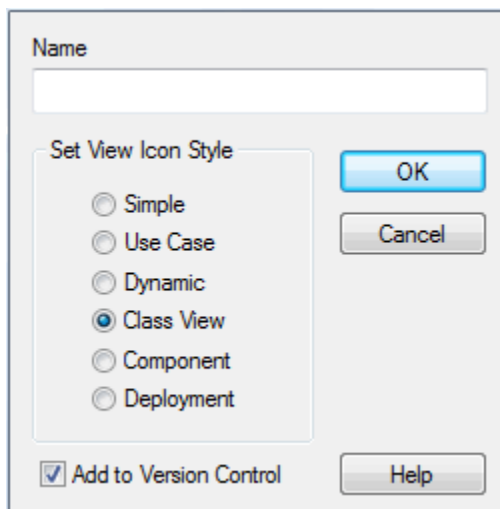 Name
Set View Icon Style
OK
Simple
Use Case
Cancel
Dynamic
Class View
Component
Deployment
Add to Version Control
Help